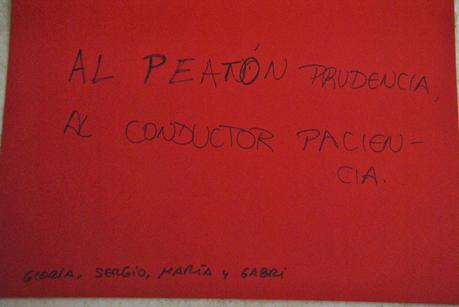 AL PEATÓN PRUDENCIA,
AL CONDUCTOR PACIEN-
CIA.
GLORIA, SERGIO, MARÍA Y GABRI